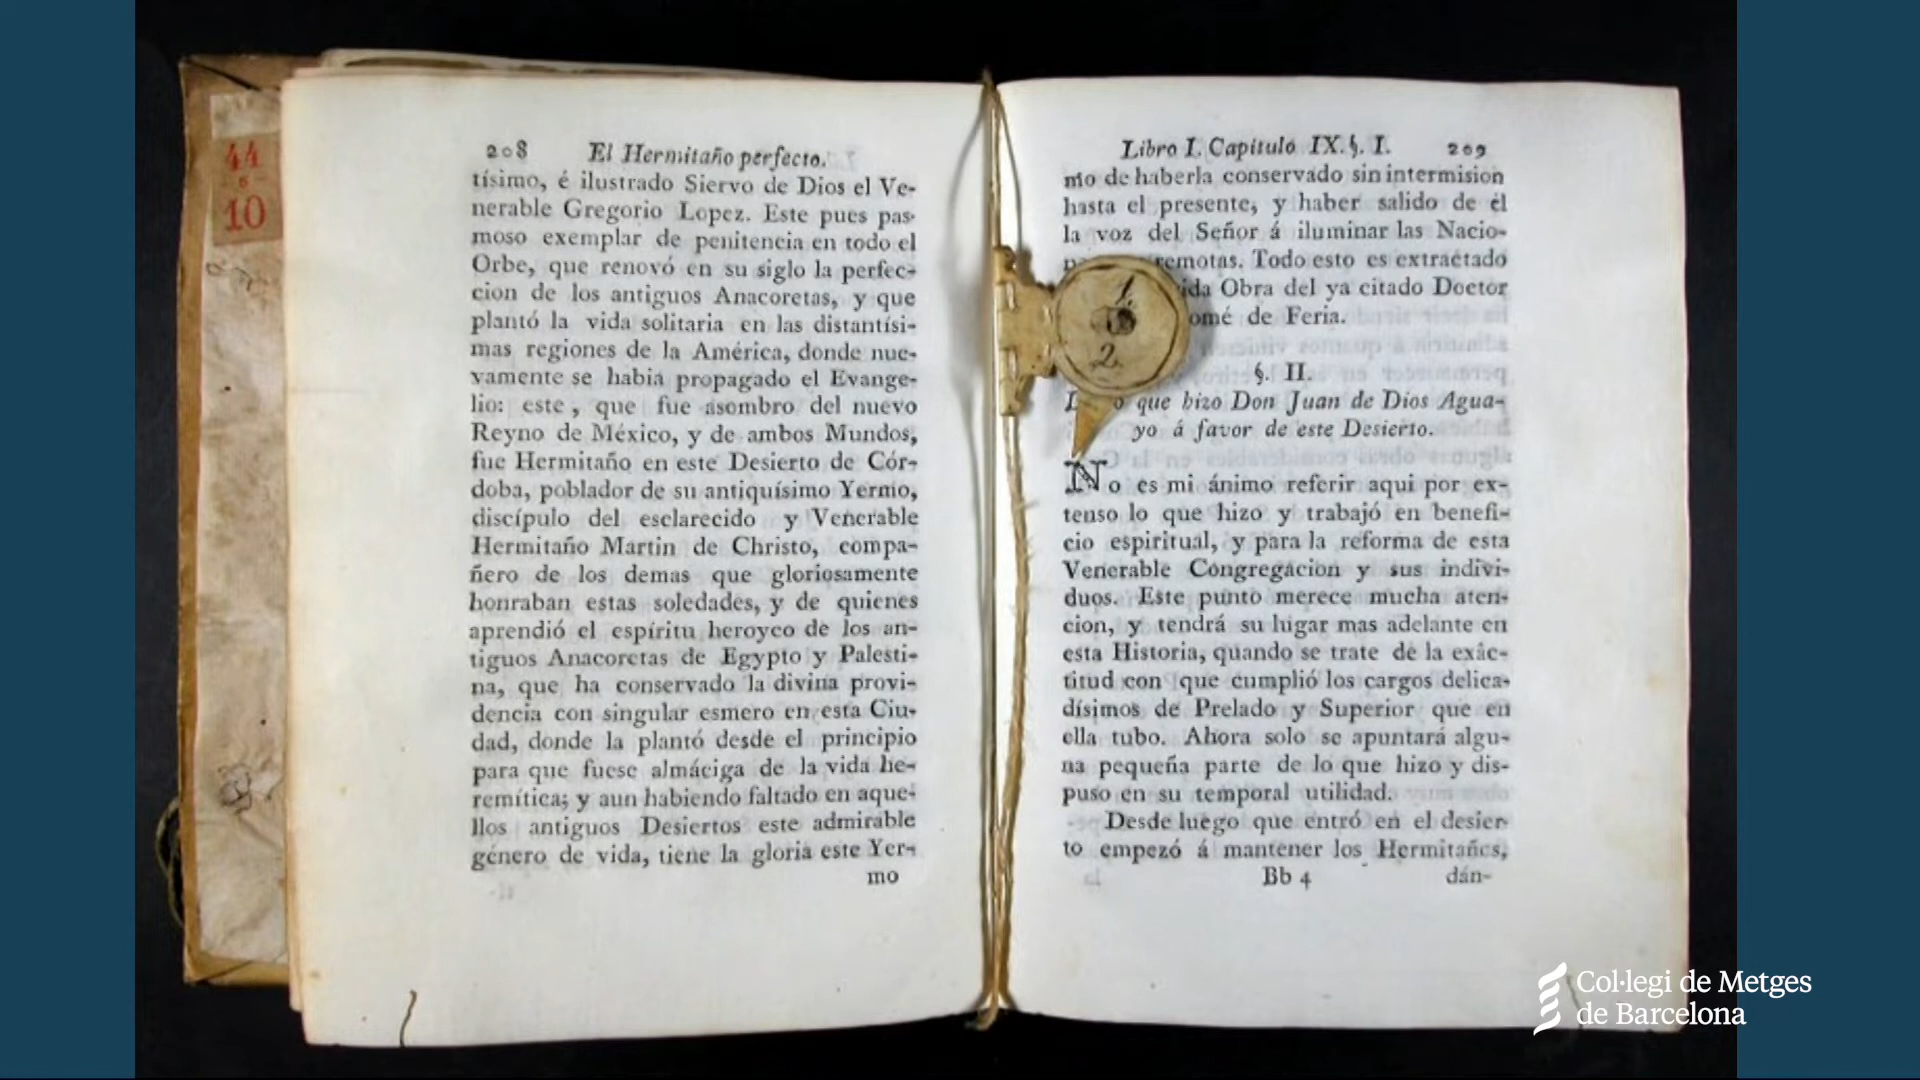 44
6
10
208 El Hermitaño perfecto.
tísimo, é ilustrado Siervo de Dios el Ve-
nerable Gregorio Lopez. Este pues pas-
moso exemplar de penitencia en todo el
Orbe, que renovó en su siglo la perfec-
cion de los antiguos Anacoretas, y que
plantó la vida solitaria en las distantísi-
mas regiones de la América, donde nue-
vamente se habia propagado el Evange-
lio: este, que fue asombro del nuevo
Reyno de México, y de ambos Mundos,
fue Hermitaño en este Desierto de Cór-
doba, poblador de su antiquísimo Yermo,
discípulo del esclarecido y Venerable
Hermitaño Martin de Christo, compa-
ñero de los demas que gloriosamente
honraban estas soledades, y de quienes
aprendió el espíritu heroyco de los an-
tiguos Anacoretas de Egypto y Palesti-
na, que ha conservado la divina provi-
dencia con singular esmero en esta Ciu-
dad, donde la plantó desde el principio
para que fuese almáciga de la vida he-
remítica; y aun habiendo faltado en aque-
llos antiguos Desiertos este admirable
género de vida, tiene la gloria este Yer-
mo
Libro I. Capitulo IX. §. I. 209
mo de haberla conservado sin intermision
hasta el presente, y haber salido de él
la voz del Señor á iluminar las Nacio-
remotas. Todo esto es extractado
ida Obra del ya citado Doctor
omé de Feria.
1.
2.
§. II.
o que hizo Don Juan de Dios Agua-
yo á favor de este Desierto.
No es mi ánimo referir aqui por ex-
tenso lo que hizo y trabajó en benefi-
cio espiritual, y para la reforma de esta
Venerable Congregacion y sus indivi-
duos. Este punto merece mucha aten-
cion, y tendrá su lugar mas adelante en
esta Historia, quando se trate de la exâc-
titud con que cumplió los cargos delica-
dísimos de Prelado y Superior que en
ella tubo. Ahora solo se apuntará algu-
na pequeña parte de lo que hizo y dis-
puso en su temporal utilidad.
Desde luego que entró en el desier-
to empezó á mantener los Hermitaños,
Bb 4 dán-
Col·legi de Metges
de Barcelona